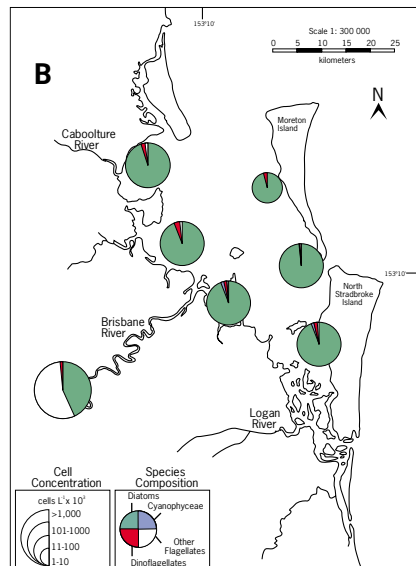 153°10'
Scale 1: 300 000
0 5 10 15 20 25
kilometers
B
N
Moreton
Island
Caboolture
River
153°10'
North
Stradbroke
Island
Brisbane
River
Logan
River
Cell
Concentration
cells L⁻¹ x 10³
>1,000
101-1000
11-100
1-10
Species
Composition
Diatoms
Cyanophyceae
Other
Flagellates
Dinoflagellates